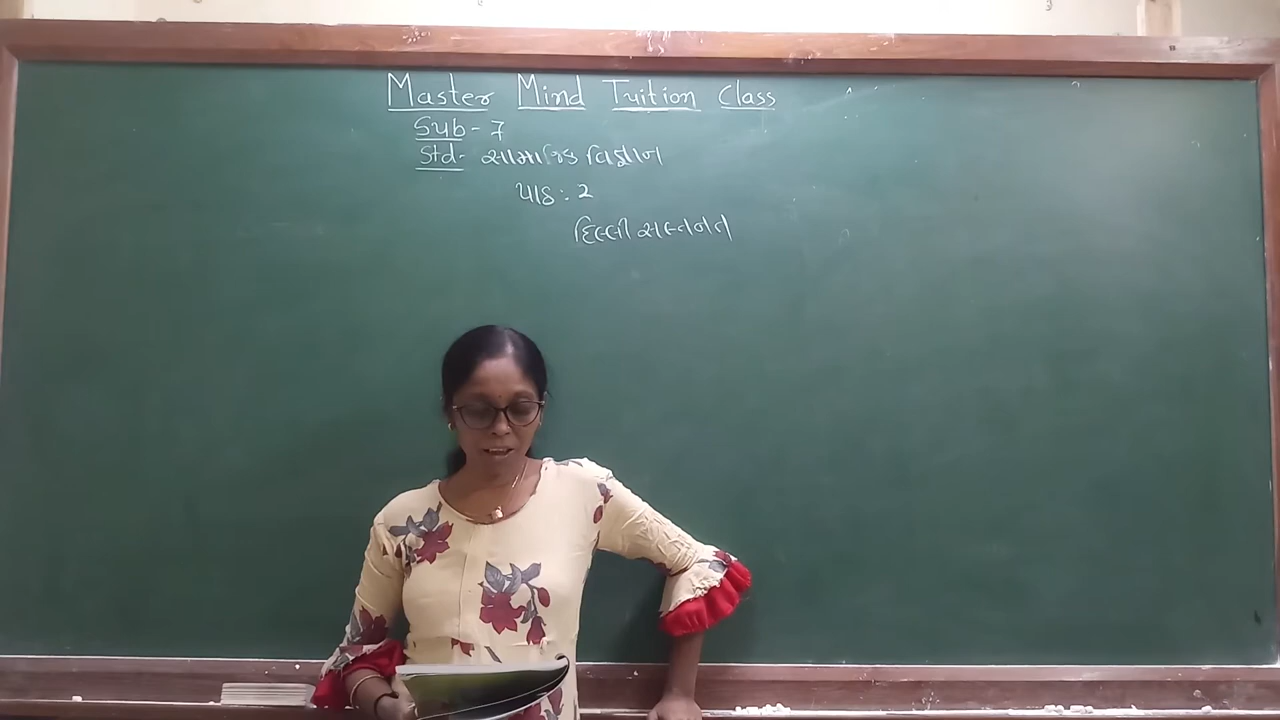 Master Mind Tuition Class
Sub - 7
Std - સામાજિક વિજ્ઞાન
પાઠ : 2
દિલ્લી સલ્તનત